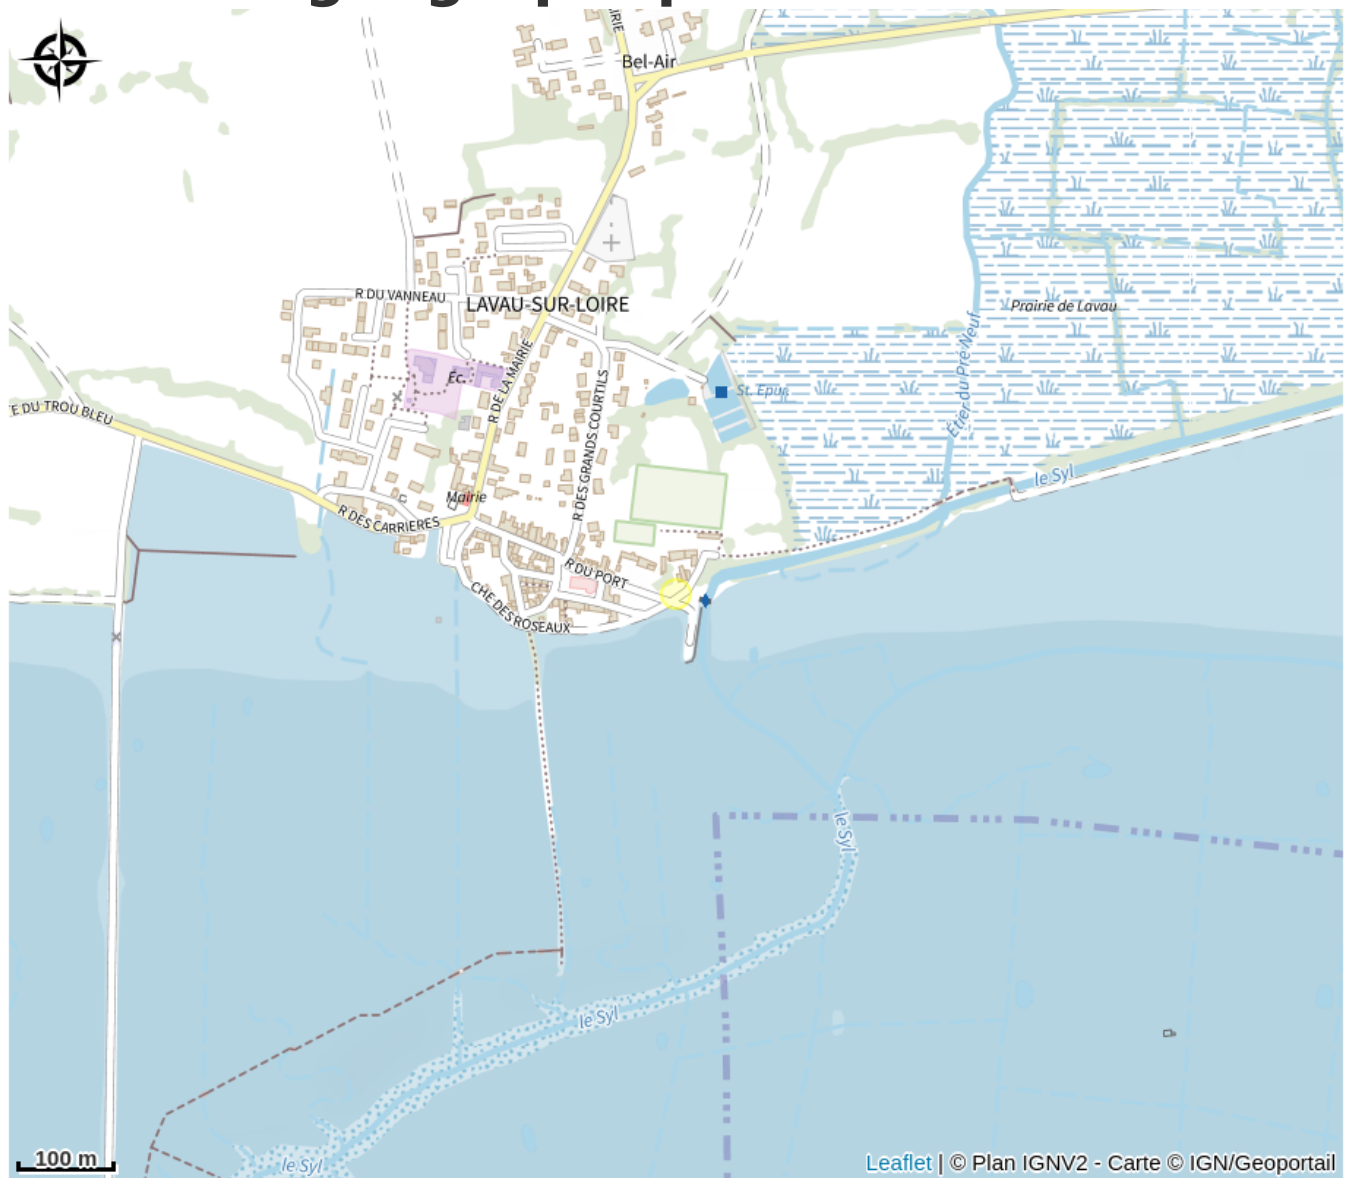 Bel-Air
R DU VANNEAU
LAVAU-SUR-LOIRE
Prairie de Lavau
Étier du Pré Neuf
R DE LA MAIRIE
Éc.
St. Epur.
R DES GRANDS COURTILS
E DU TROU BLEU
le Syl
Mairie
R DES CARRIERES
R DU PORT
CHE DES ROSEAUX
le Syl
le Syl
le Syl
100 m
Leaflet | © Plan IGNV2 - Carte © IGN/Geoportail